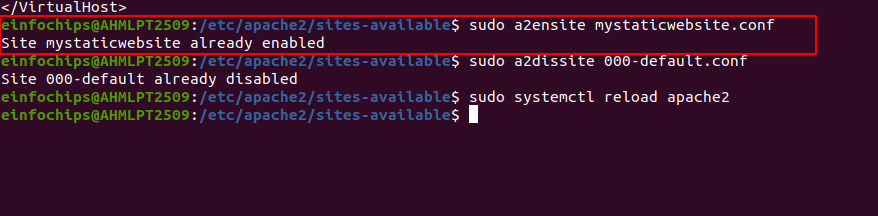 </VirtualHost>
einfochips@AHMLPT2509:/etc/apache2/sites-available$ sudo a2ensite mystaticwebsite.conf
Site mystaticwebsite already enabled
einfochips@AHMLPT2509:/etc/apache2/sites-available$ sudo a2dissite 000-default.conf
Site 000-default already disabled
einfochips@AHMLPT2509:/etc/apache2/sites-available$ sudo systemctl reload apache2
einfochips@AHMLPT2509:/etc/apache2/sites-available$